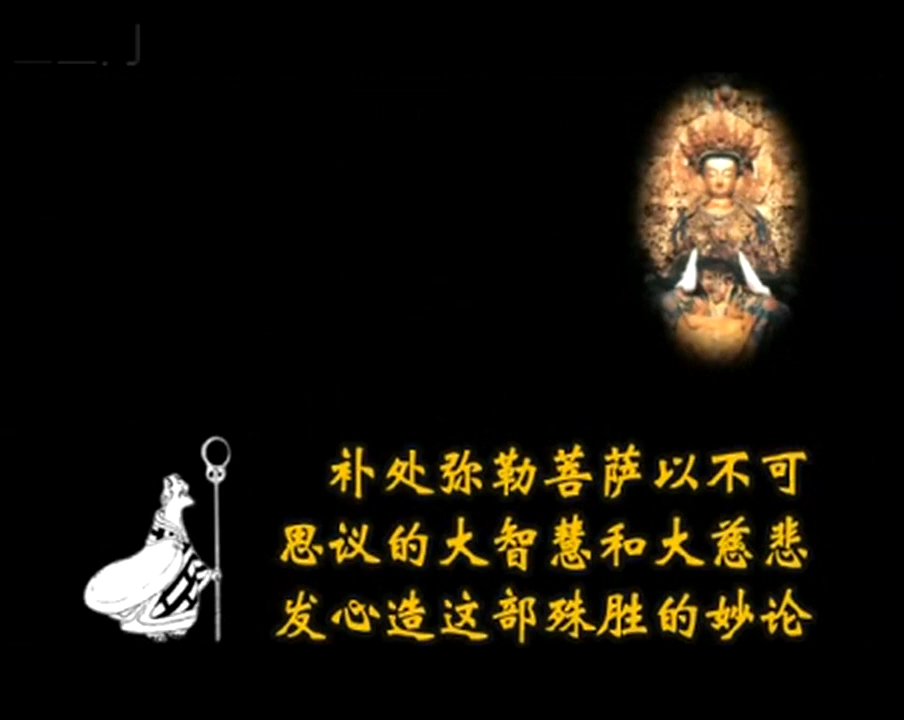 补处弥勒菩萨以不可
思议的大智慧和大慈悲
发心造这部殊胜的妙论